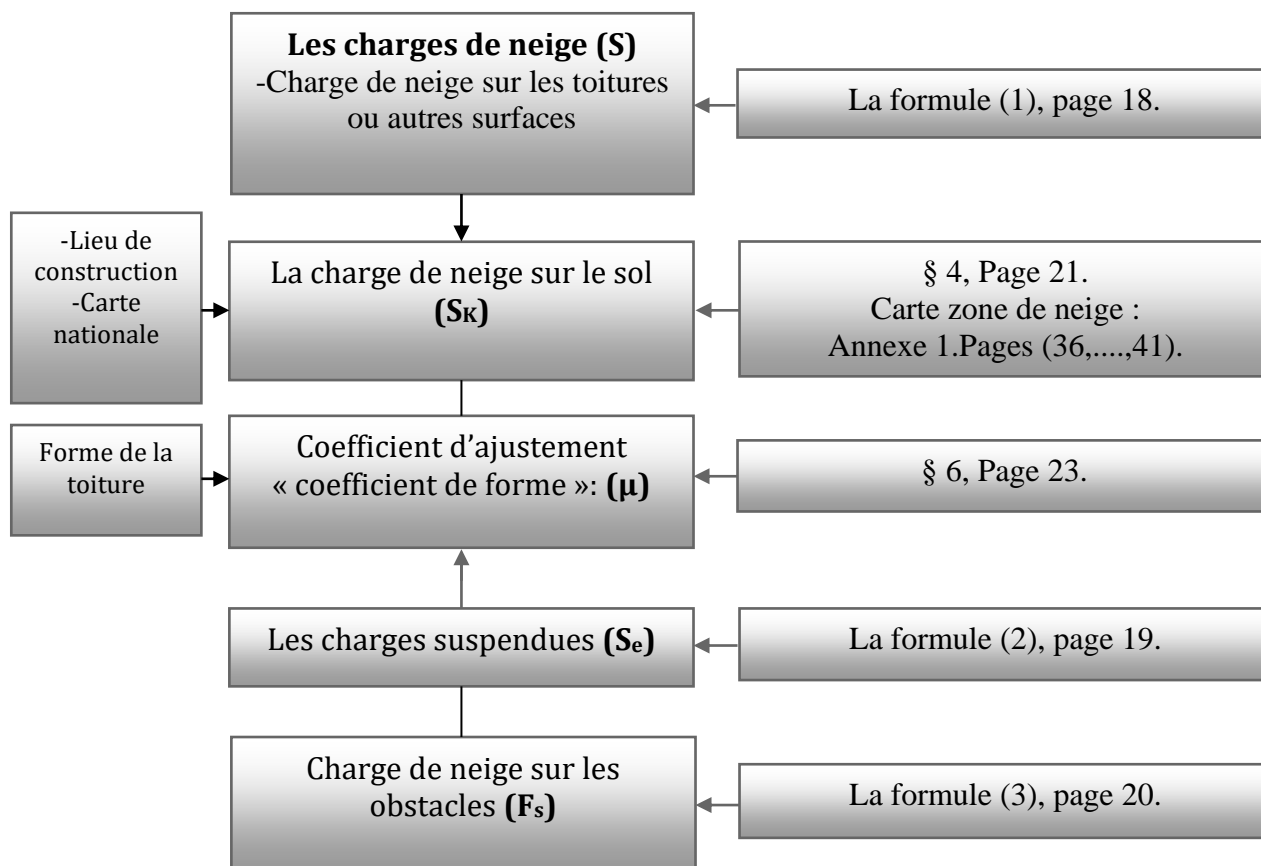 Les charges de neige (S)
-Charge de neige sur les toitures
ou autres surfaces
La formule (1), page 18.
-Lieu de
construction
-Carte
nationale
La charge de neige sur le sol
(SK)
§ 4, Page 21.
Carte zone de neige :
Annexe 1.Pages (36,....,41).
Forme de la
toiture
Coefficient d’ajustement
« coefficient de forme »: (µ)
§ 6, Page 23.
Les charges suspendues (Se)
La formule (2), page 19.
Charge de neige sur les
obstacles (Fs)
La formule (3), page 20.